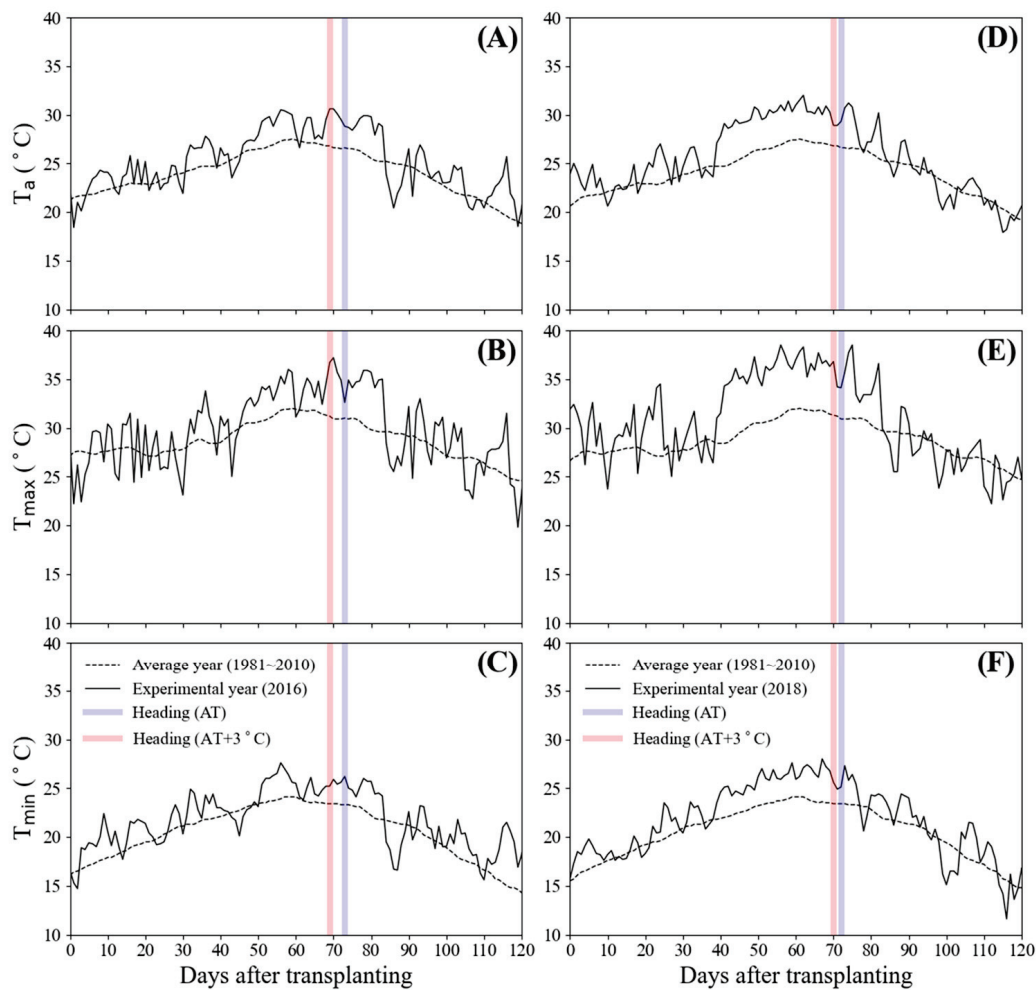 40
35
30
25
20
15
10
Ta (°C)
(A)
40
35
30
25
20
15
10
(D)
40
35
30
25
20
15
10
Tmax (°C)
(B)
40
35
30
25
20
15
10
(E)
40
35
30
25
20
15
10
Tmin (°C)
(C)
Average year (1981~2010)
Experimental year (2016)
Heading (AT)
Heading (AT+3°C)
0 10 20 30 40 50 60 70 80 90 100 110 120
Days after transplanting
40
35
30
25
20
15
10
(F)
Average year (1981~2010)
Experimental year (2018)
Heading (AT)
Heading (AT+3°C)
0 10 20 30 40 50 60 70 80 90 100 110 120
Days after transplanting